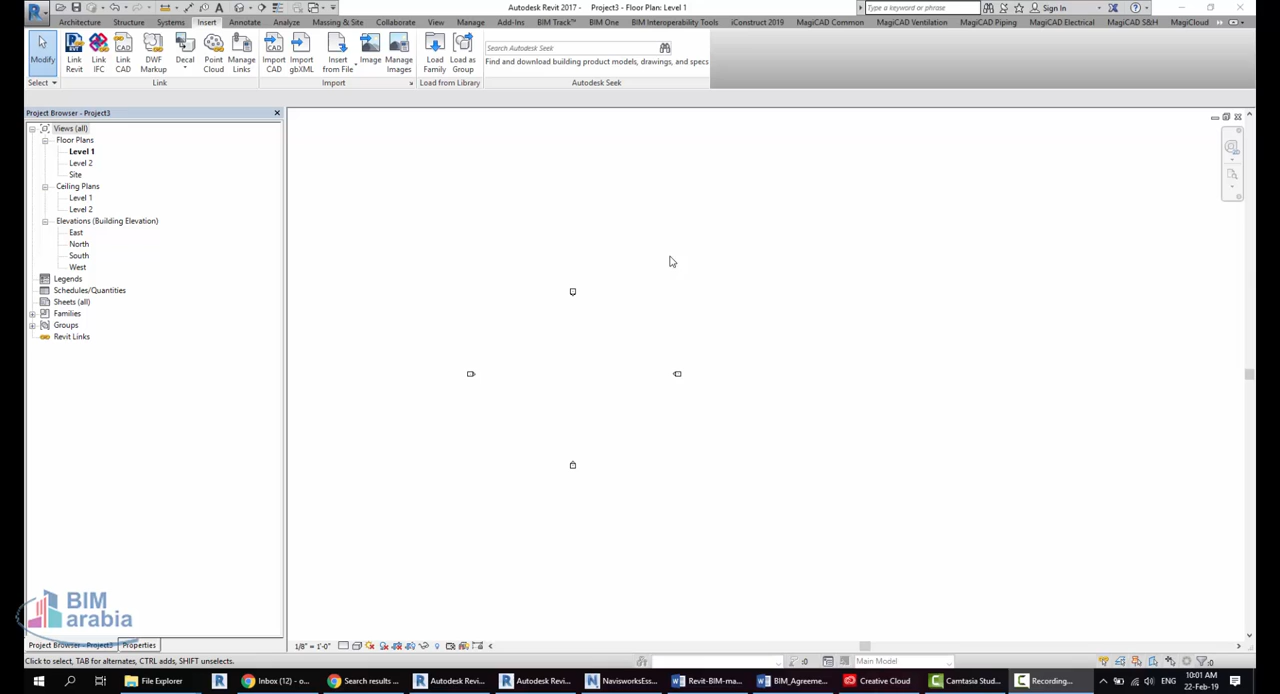 Autodesk Revit 2017 - Project3 - Floor Plan: Level 1
Type a keyword or phrase
Sign In
Architecture Structure Systems Insert Annotate Analyze Massing & Site Collaborate View Manage Add-Ins BIM Track™ BIM One BIM Interoperability Tools iConstruct 2019 MagiCAD Common MagiCAD Ventilation MagiCAD Piping MagiCAD Electrical MagiCAD S&H MagiCloud
Modify
Link Revit
Link IFC
Link CAD
DWF Markup
Decal
Point Cloud
Manage Links
Import CAD
Import gbXML
Insert from File
Image
Manage Images
Load Family
Load as Group
Search Autodesk Seek
Find and download building product models, drawings, and specs
Select
Link
Import
Load from Library
Autodesk Seek
Project Browser - Project3
Views (all)
Floor Plans
Level 1
Level 2
Site
Ceiling Plans
Level 1
Level 2
Elevations (Building Elevation)
East
North
South
West
Legends
Schedules/Quantities
Sheets (all)
Families
Groups
Revit Links
BIM
arabia
Project Browser - Project3
Properties
1/8" = 1'-0"
Click to select, TAB for alternates, CTRL adds, SHIFT unselects.
:0
Main Model
:0
File Explorer
Inbox (12) - o...
Search results ...
Autodesk Revi...
Autodesk Revi...
NavisworksEss...
Revit-BIM-ma...
BIM_Agreeme...
Creative Cloud
Camtasia Stud...
Recording...
ENG
10:01 AM
22-Feb-19